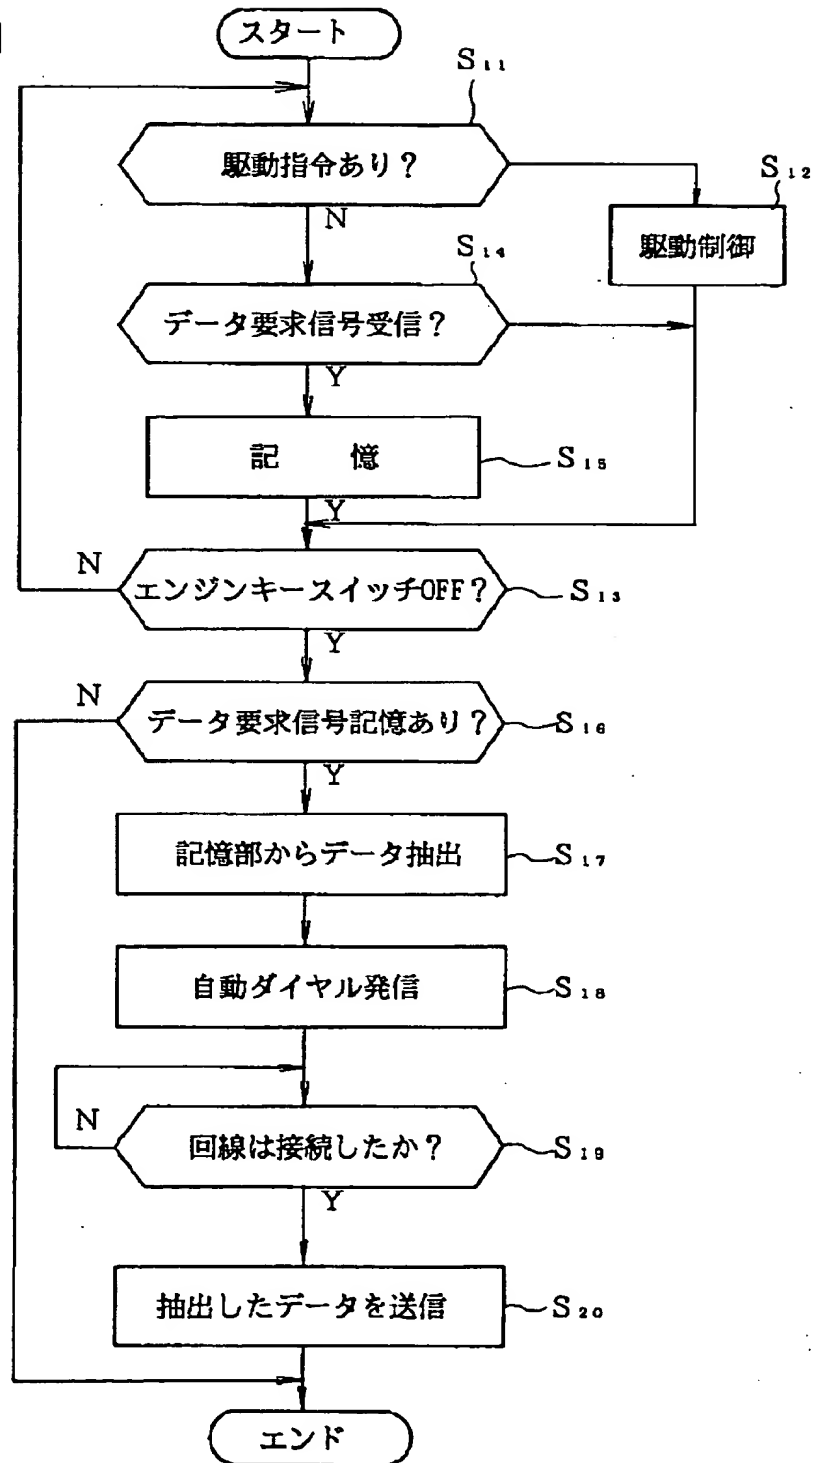 スタート
S11
駆動指令あり？
S12
N
駆動制御
S14
データ要求信号受信？
Y
記 憶
S15
Y
N
エンジンキースイッチOFF？
S13
Y
N
データ要求信号記憶あり？
S16
Y
記憶部からデータ抽出
S17
自動ダイヤル発信
S18
N
回線は接続したか？
S19
Y
抽出したデータを送信
S20
エンド